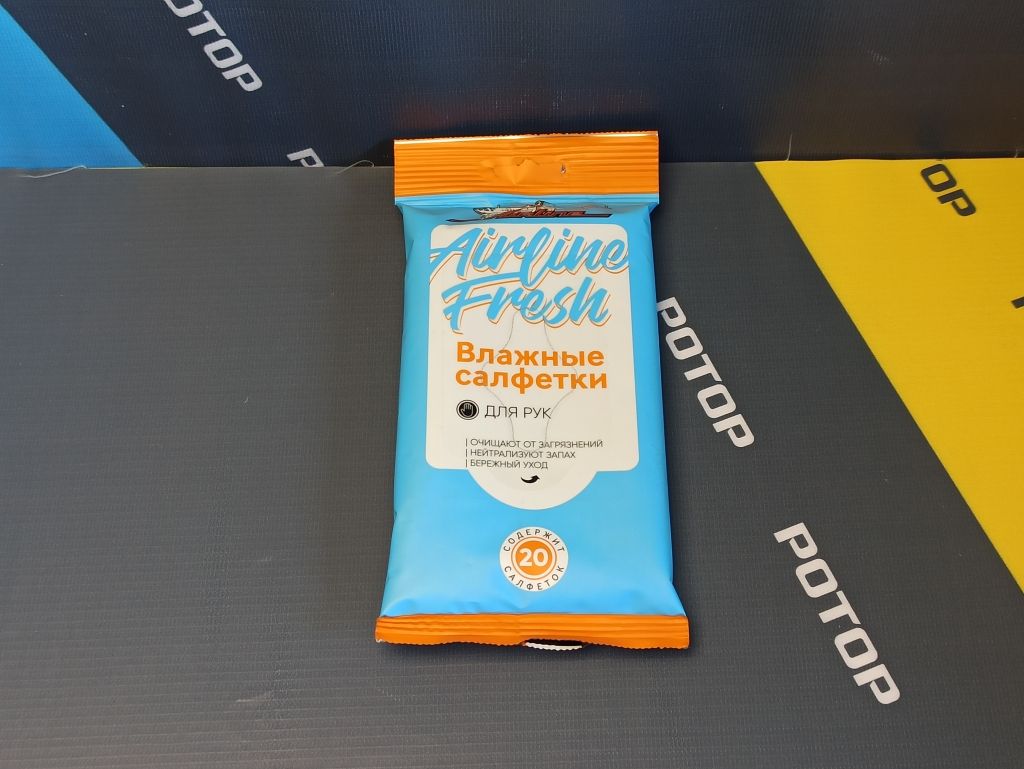 РОТОР
Airline
Fresh
Влажные
салфетки
ДЛЯ РУК
| ОЧИЩАЮТ ОТ ЗАГРЯЗНЕНИЙ
| НЕЙТРАЛИЗУЮТ ЗАПАХ
| БЕРЕЖНЫЙ УХОД
СОДЕРЖИТ
20
САЛФЕТОК
РОТОР
РОТОР